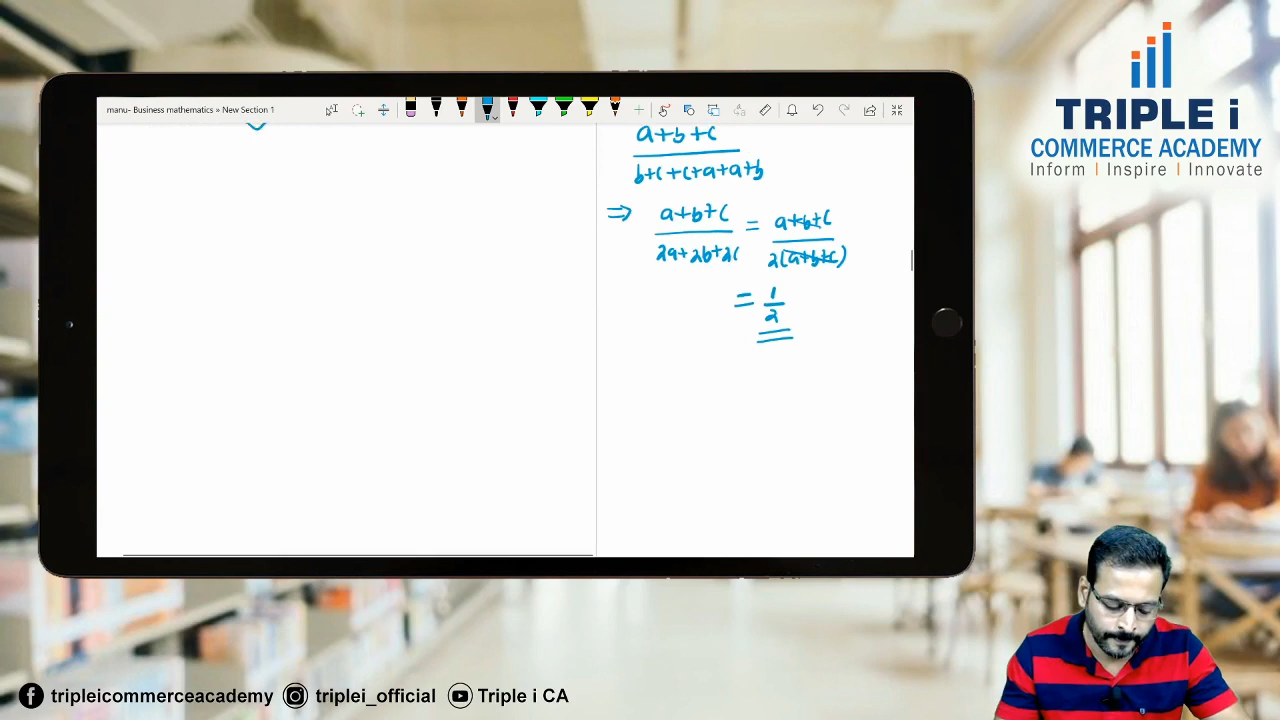 manu- Business mathematics » New Section 1
a+b+c
b+c+c+a+a+b
⇒ a+b+c = a+b+c
2a+2b+2c 2(a+b+c)
= 1
2
TRIPLE i
COMMERCE ACADEMY
Inform | Inspire | Innovate
tripleicommerceacademy triplei_official Triple i CA